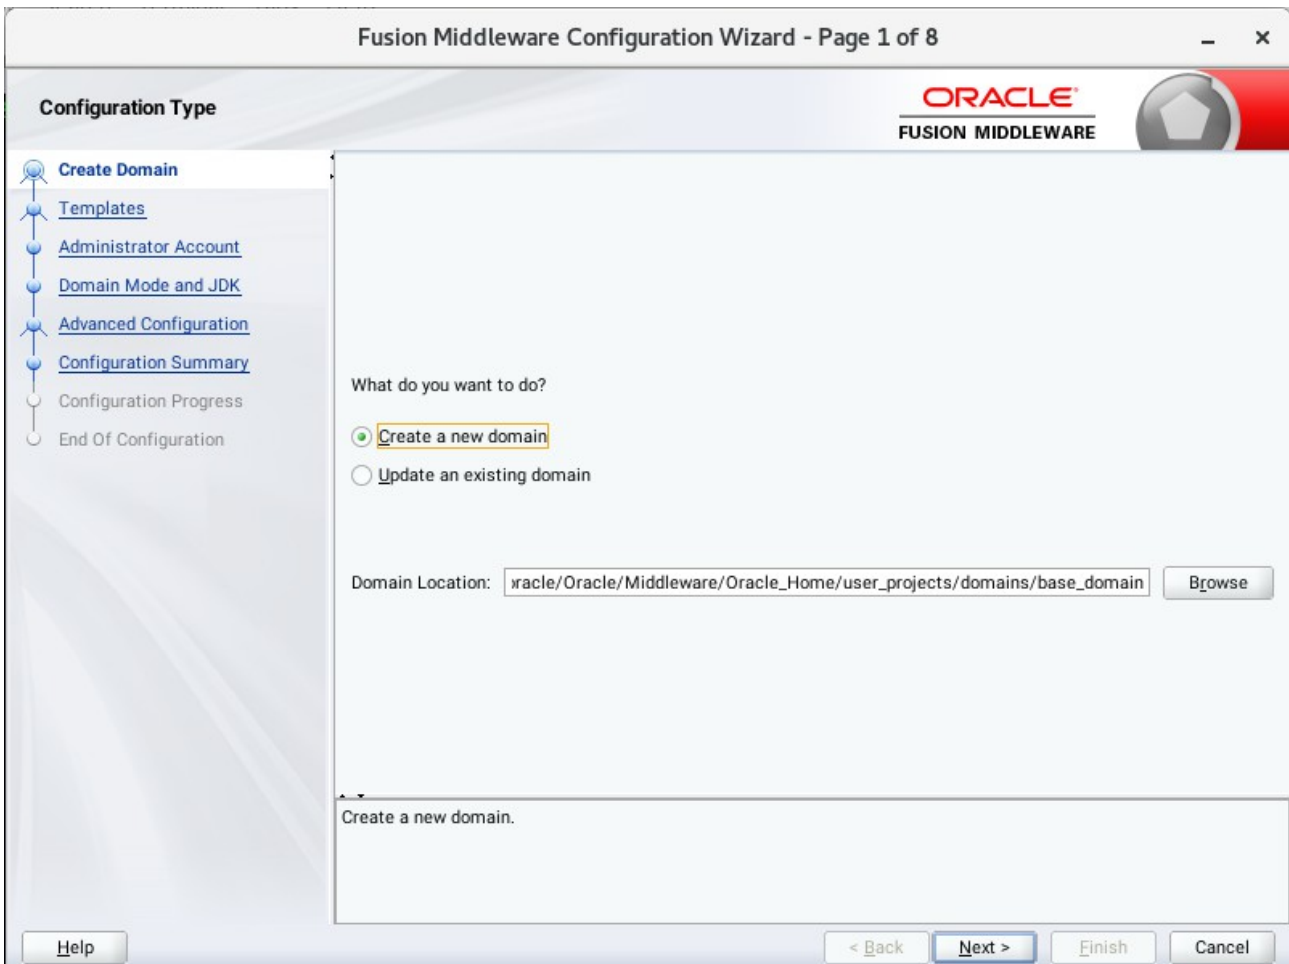 Fusion Middleware Configuration Wizard - Page 1 of 8
Configuration Type
ORACLE
FUSION MIDDLEWARE
Create Domain
Templates
Administrator Account
Domain Mode and JDK
Advanced Configuration
Configuration Summary
Configuration Progress
End Of Configuration
What do you want to do?
Create a new domain
Update an existing domain
Domain Location: racle/Oracle/Middleware/Oracle_Home/user_projects/domains/base_domain Browse
Create a new domain.
Help < Back Next > Finish Cancel